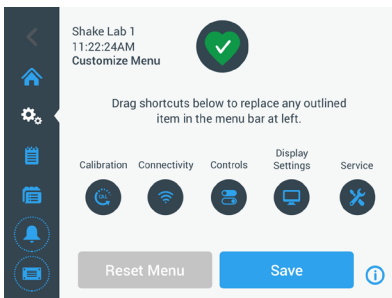 Shake Lab 1
11:22:24AM
Customize Menu
Drag shortcuts below to replace any outlined
item in the menu bar at left.
Calibration
Connectivity
Controls
Display
Settings
Service
CAL
Reset Menu
Save
i